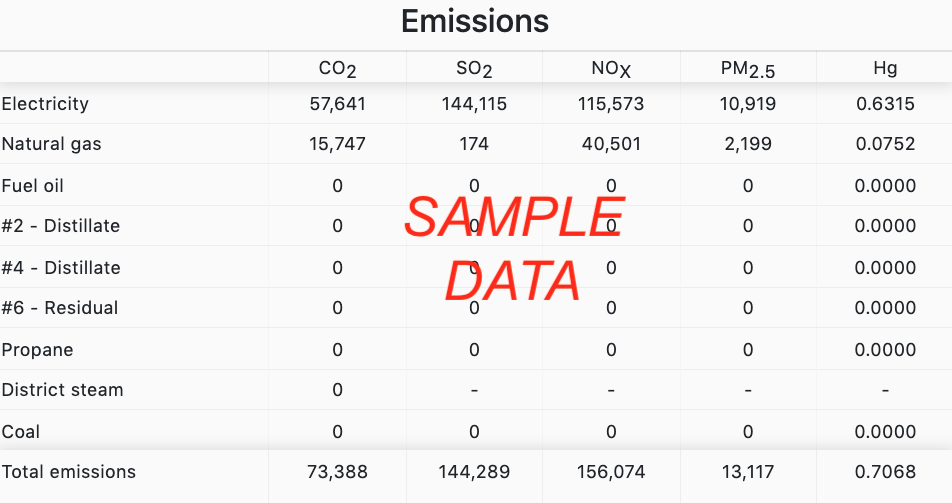 Emissions
CO2 SO2 NOX PM2.5 Hg
Electricity 57,641 144,115 115,573 10,919 0.6315
Natural gas 15,747 174 40,501 2,199 0.0752
Fuel oil 0 0 0 0 0.0000
#2 - Distillate 0 0 0 0 0.0000
SAMPLE
#4 - Distillate 0 0 0 0 0.0000
DATA
#6 - Residual 0 0 0 0 0.0000
Propane 0 0 0 0 0.0000
District steam 0 - - - -
Coal 0 0 0 0 0.0000
Total emissions 73,388 144,289 156,074 13,117 0.7068